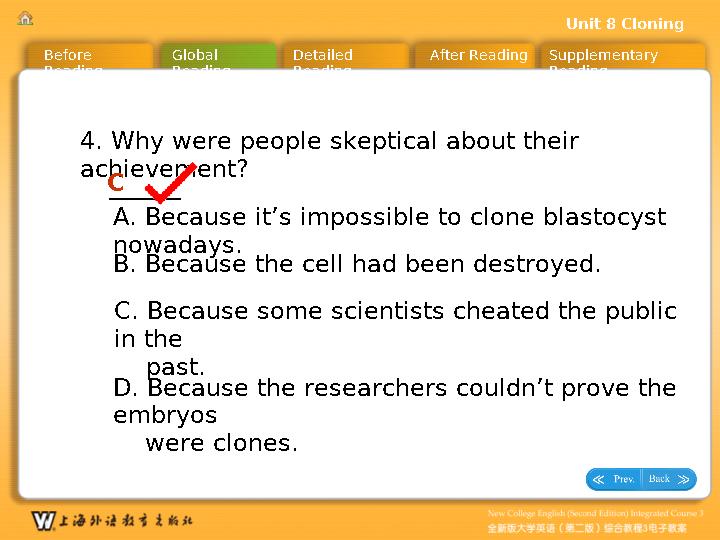 Unit 8 Cloning
Before Reading
Global Reading
Detailed Reading
After Reading
Supplementary Reading
4. Why were people skeptical about their
achievement?
C
A. Because it’s impossible to clone blastocyst
nowadays.
B. Because the cell had been destroyed.
C. Because some scientists cheated the public
in the
past.
D. Because the researchers couldn’t prove the
embryos
were clones.
Prev.
Back
上海外语教育出版社
New College English (Second Edition) Integrated Course 3
全新版大学英语（第二版）综合教程3电子教案